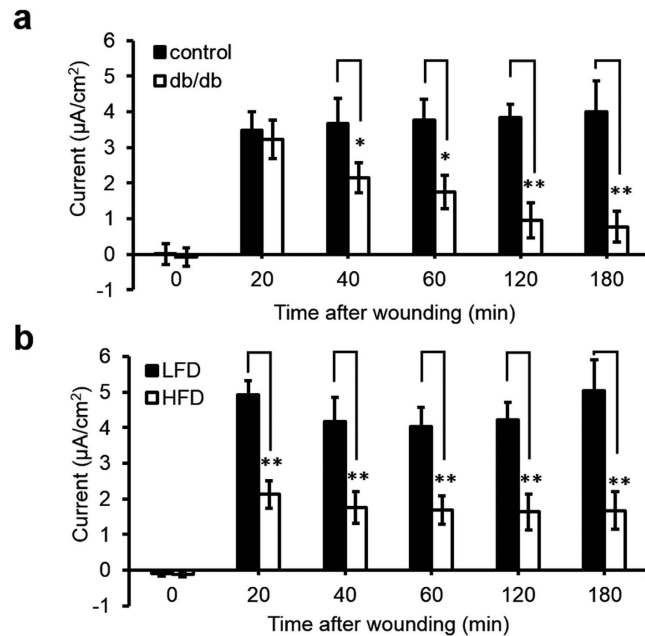 a
6
5
4
3
2
1
0
-1
Current (µA/cm²)
control
db/db
*
*
**
**
0 20 40 60 120 180
Time after wounding (min)
b
6
5
4
3
2
1
0
-1
Current (µA/cm²)
LFD
HFD
**
**
**
**
**
0 20 40 60 120 180
Time after wounding (min)